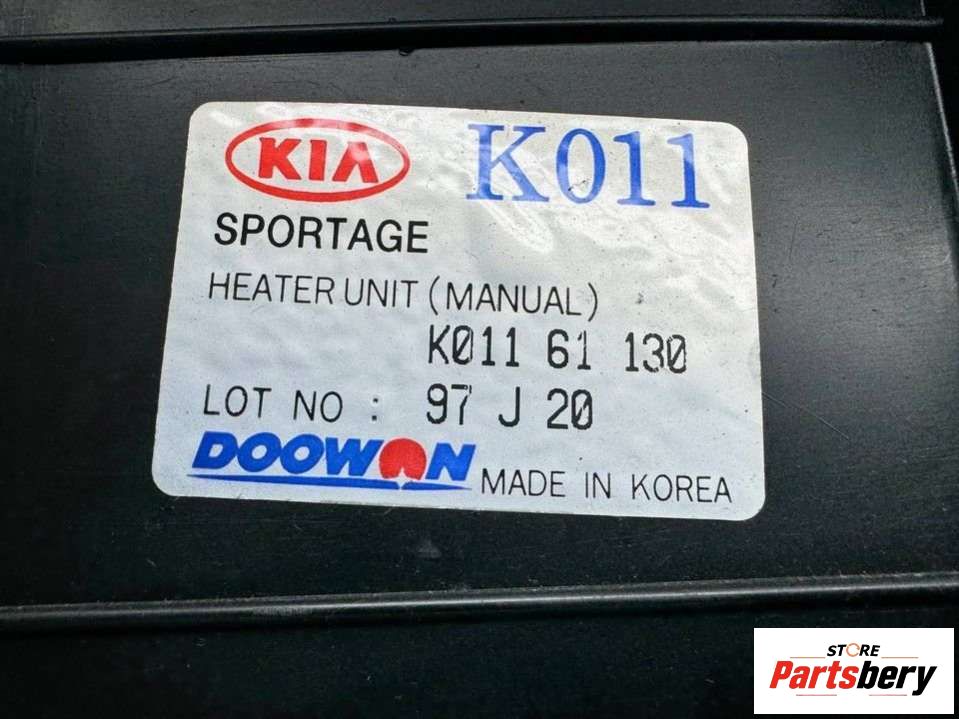 KIA K011
SPORTAGE
HEATER UNIT (MANUAL)
K011 61 130
LOT NO : 97 J 20
DOOWON MADE IN KOREA
STORE
Partsbery